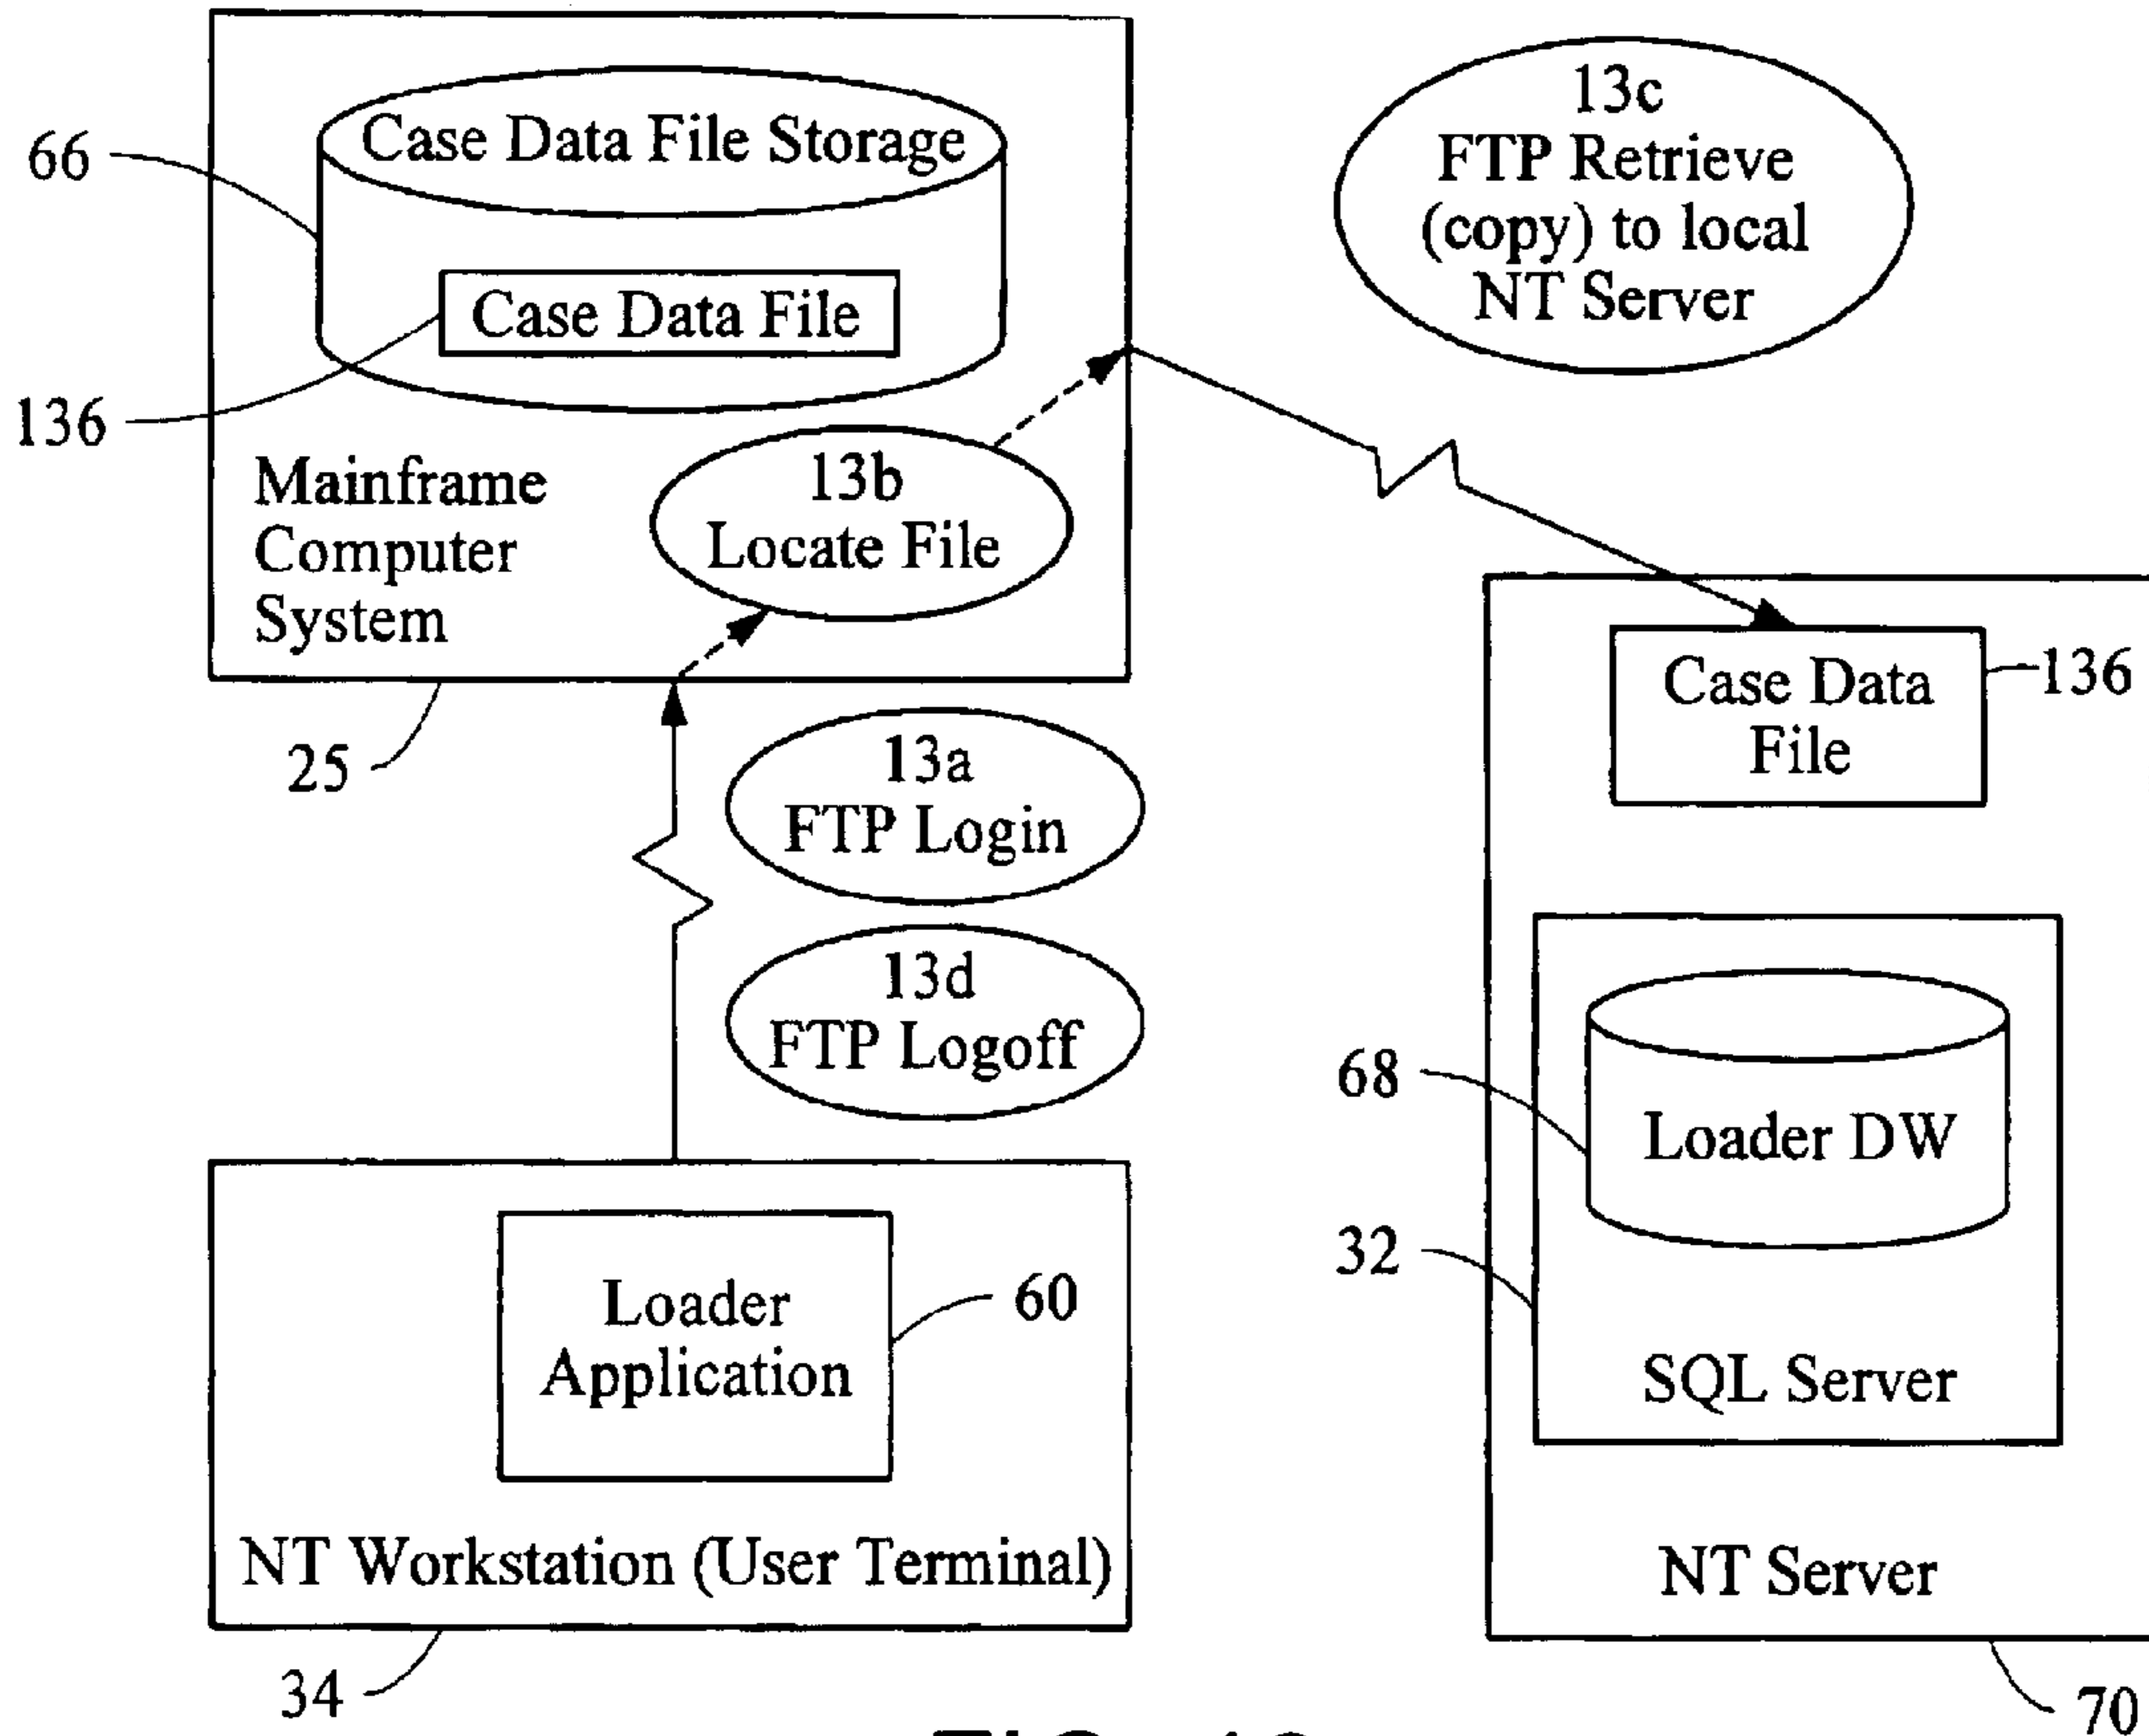 66
Case Data File Storage
Case Data File
136
Mainframe
Computer
System
13b
Locate File
25
13c
FTP Retrieve
(copy) to local
NT Server
13a
FTP Login
13d
FTP Logoff
Case Data
File
136
68
Loader DW
32
SQL Server
NT Server
70
Loader
Application
60
NT Workstation (User Terminal)
34